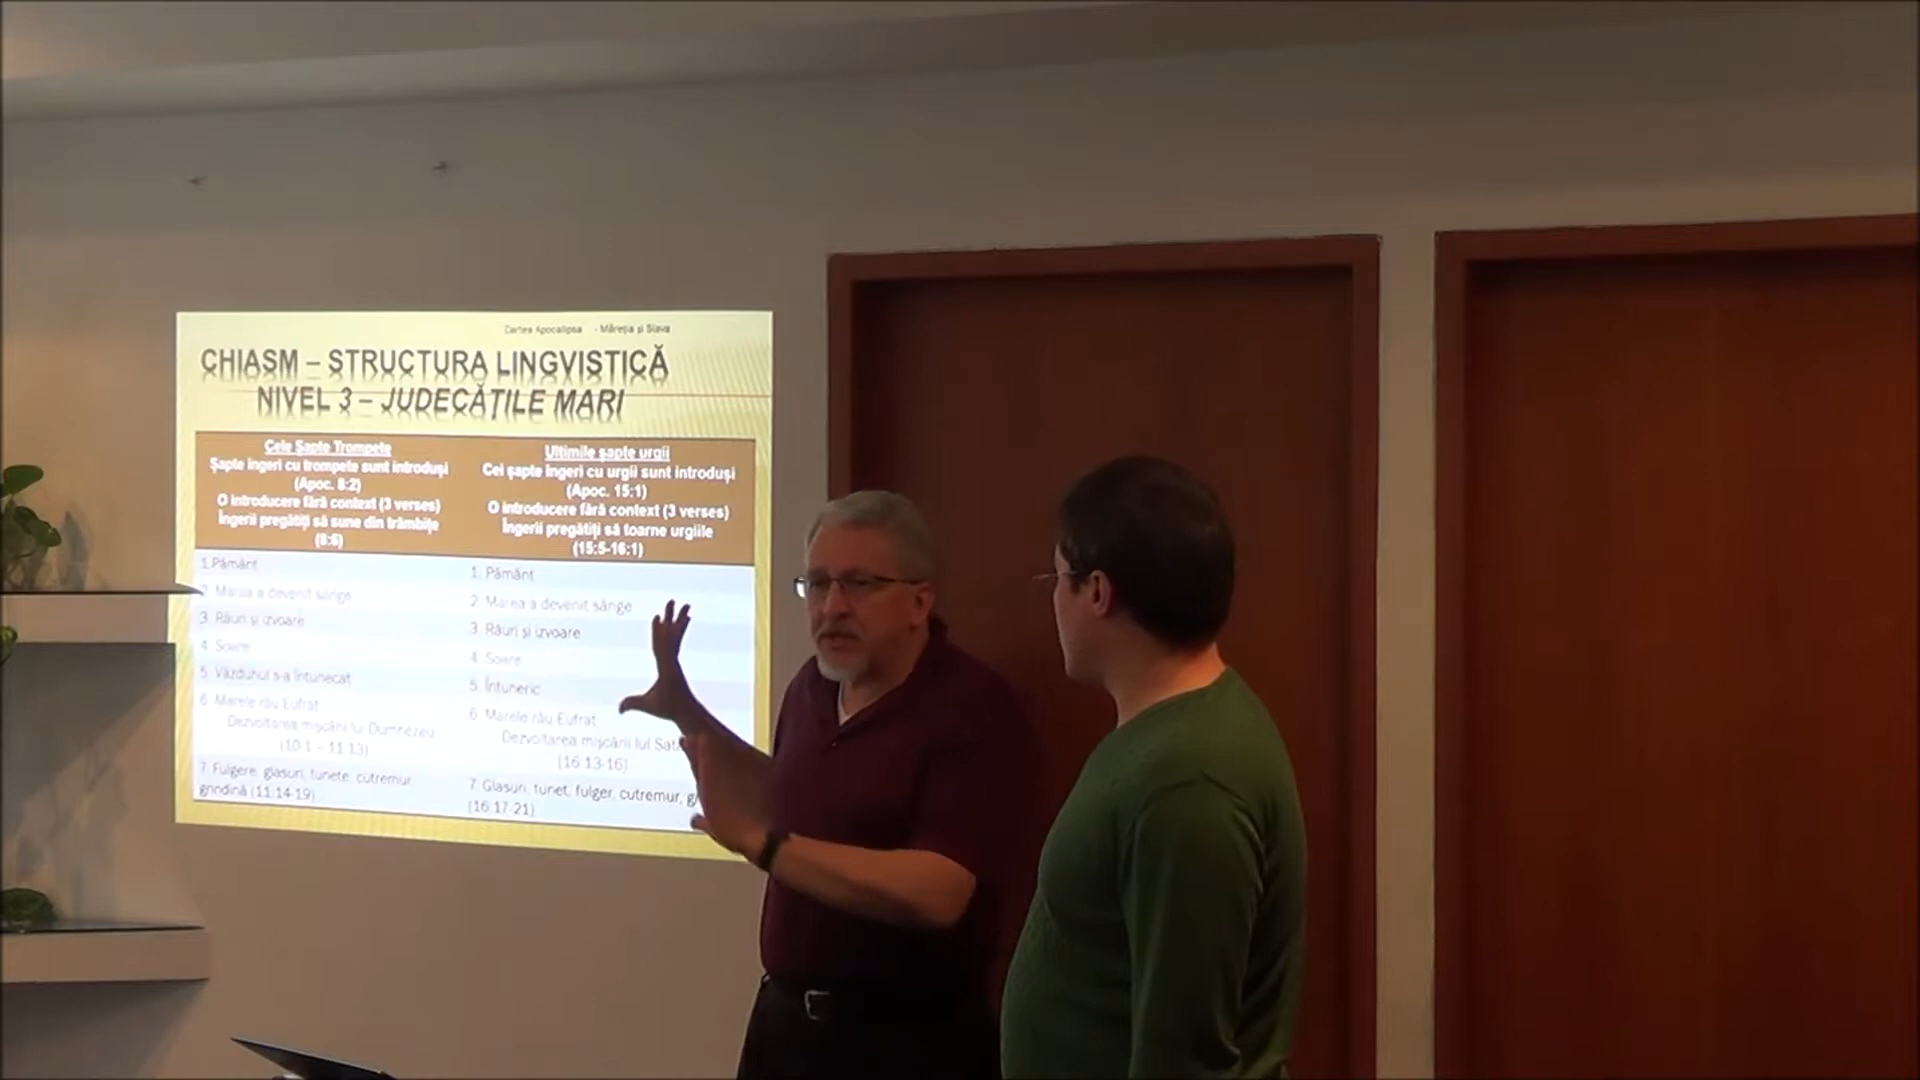 Cartea Apocalipsa - Măreția și Slava
CHIASM – STRUCTURA LINGVISTICĂ
NIVEL 3 – JUDECĂȚILE MARI
Cele Șapte Trompete
Șapte îngeri cu trompete sunt introduși
(Apoc. 8:2)
O introducere fără context (3 verses)
Îngerii pregătiți să sune din trâmbițe
(8:6)
1.Pământ
2. Marea a devenit sânge
3. Râuri și izvoare
4. Soare
5. Văzduhul s-a întunecat
6. Marele râu Eufrat
Dezvoltarea mișcării lui Dumnezeu
(10:1 – 11:13)
7. Fulgere, glasuri, tunete, cutremur,
grindină (11:14-19)
Ultimile șapte urgii
Cei șapte îngeri cu urgii sunt introduși
(Apoc. 15:1)
O introducere fără context (3 verses)
Îngerii pregătiți să toarne urgiile
(15:5-16:1)
1. Pământ
2. Marea a devenit sânge
3. Râuri și izvoare
4. Soare
5. Întuneric
6. Marele râu Eufrat
Dezvoltarea mișcării lui
(16:13-16)
7. Glasuri, tunet, fulger, cutremur,
(16:17-21)